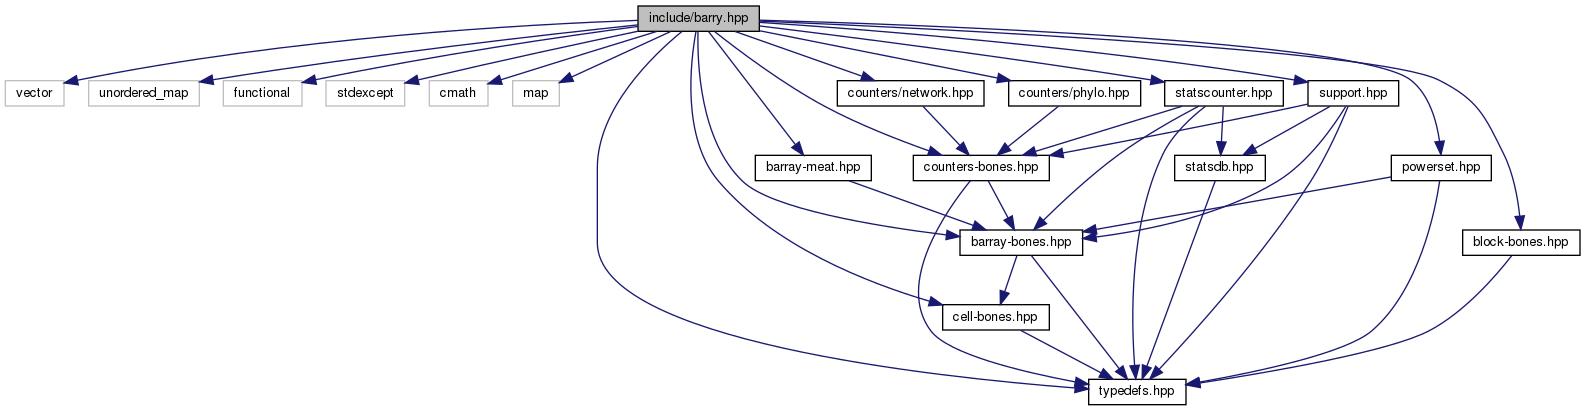 include/barry.hpp
vector
unordered_map
functional
stdexcept
cmath
map
counters/network.hpp
counters/phylo.hpp
statscounter.hpp
support.hpp
barray-meat.hpp
counters-bones.hpp
statsdb.hpp
powerset.hpp
barray-bones.hpp
block-bones.hpp
cell-bones.hpp
typedefs.hpp